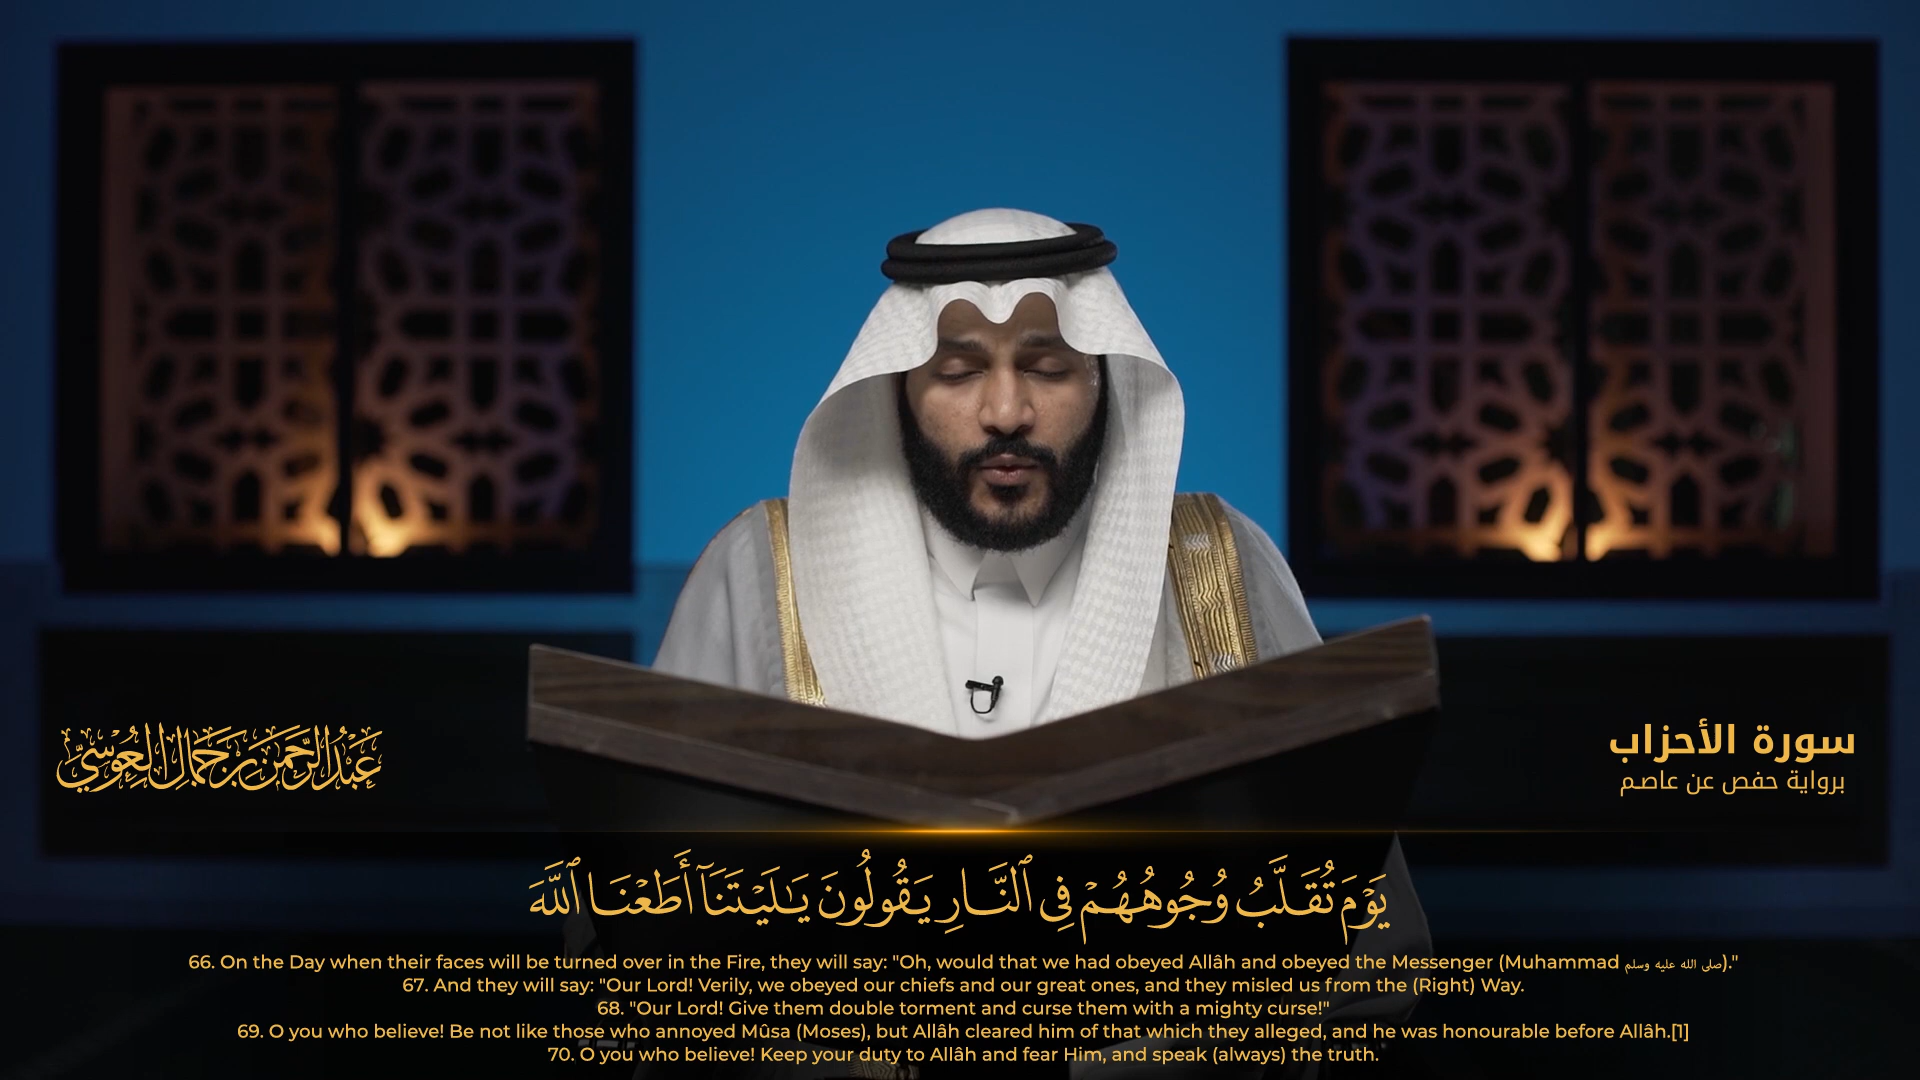 عَبْدُ الرَّحْمَن بن جَمَال العُوْسِيّ
سورة الأحزاب
برواية حفص عن عاصم
يَوْمَ تُقَلَّبُ وُجُوهُهُمْ فِى ٱلنَّارِ يَقُولُونَ يَـٰلَيْتَنَآ أَطَعْنَا ٱللَّهَ
66. On the Day when their faces will be turned over in the Fire, they will say: "Oh, would that we had obeyed Allâh and obeyed the Messenger (Muhammad صلى الله عليه وسلم)."
67. And they will say: "Our Lord! Verily, we obeyed our chiefs and our great ones, and they misled us from the (Right) Way.
68. "Our Lord! Give them double torment and curse them with a mighty curse!"
69. O you who believe! Be not like those who annoyed Mûsa (Moses), but Allâh cleared him of that which they alleged, and he was honourable before Allâh.[1]
70. O you who believe! Keep your duty to Allâh and fear Him, and speak (always) the truth.